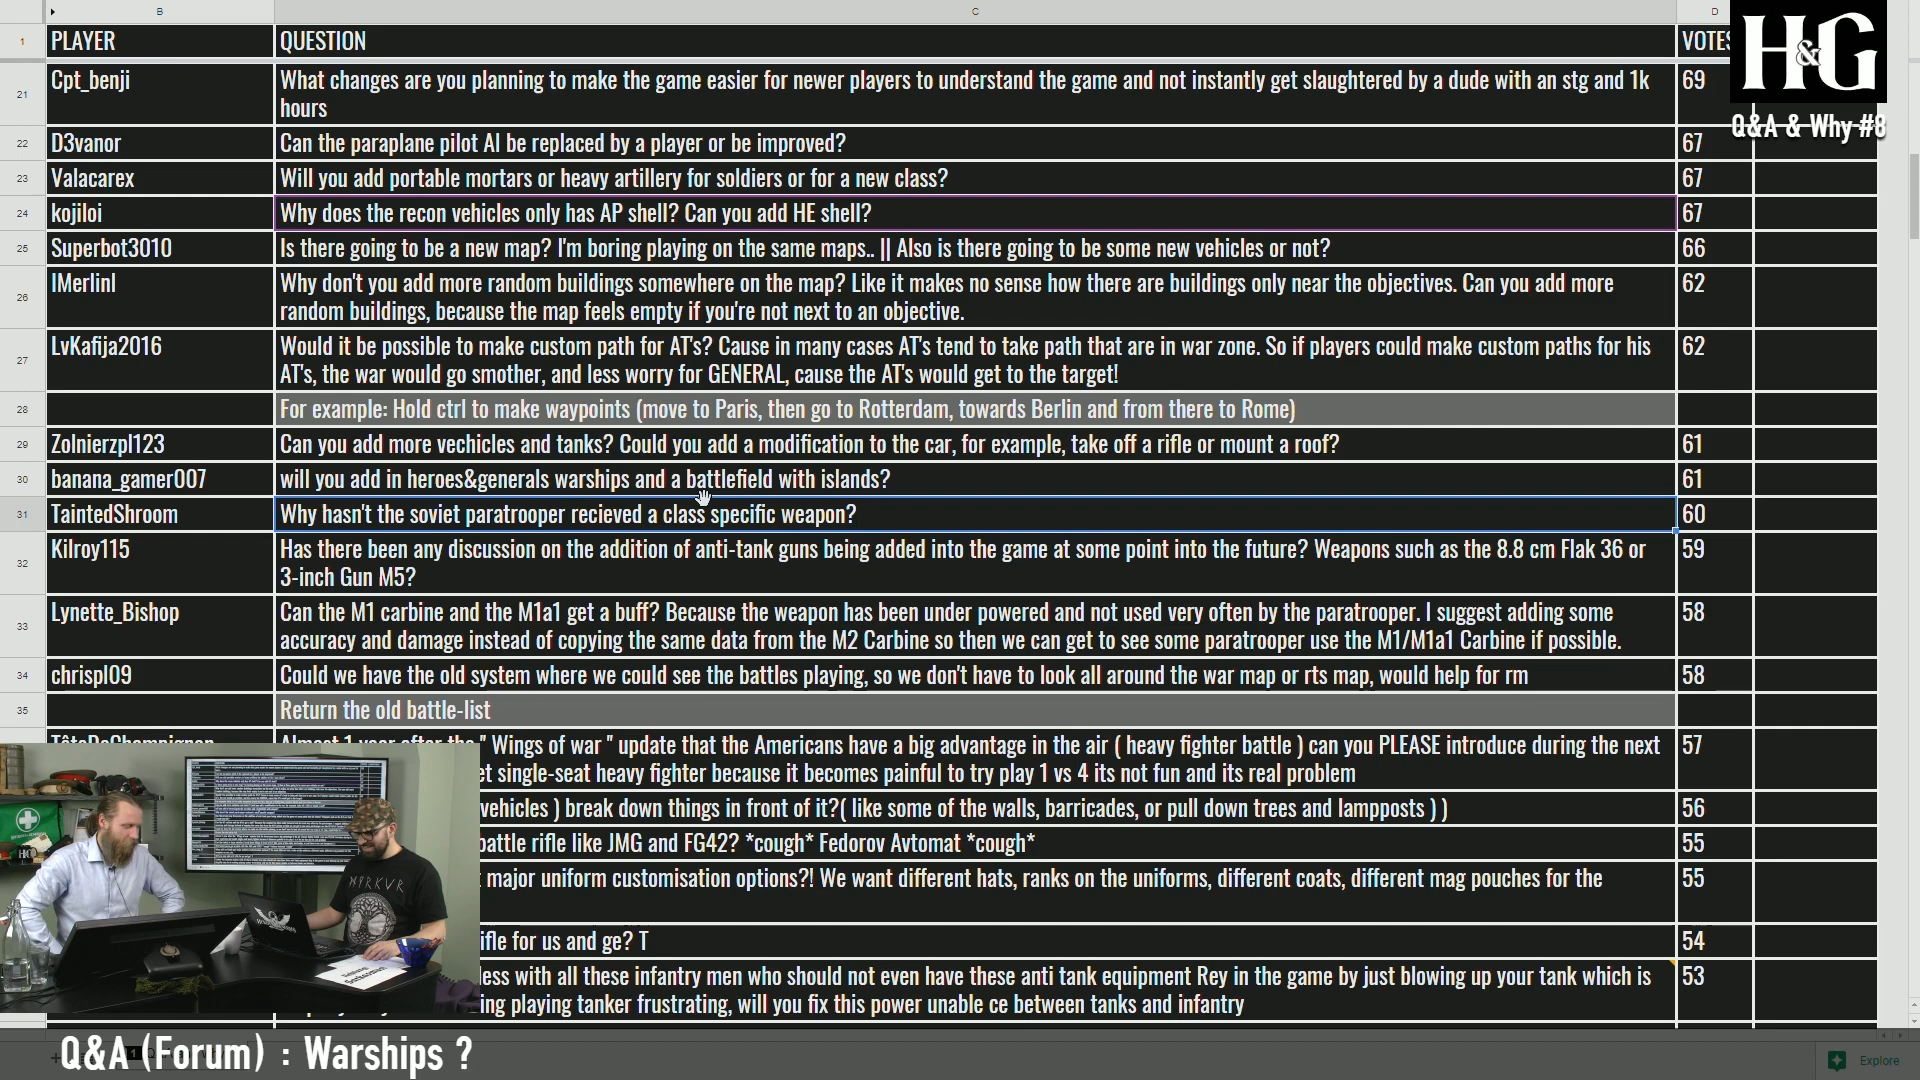 B C D
1 PLAYER QUESTION VOTES
H&G
Q&A & Why #8
21 Cpt_benji What changes are you planning to make the game easier for newer players to understand the game and not instantly get slaughtered by a dude with an stg and 1k 69
hours
22 D3vanor Can the paraplane pilot AI be replaced by a player or be improved? 67
23 Valacarex Will you add portable mortars or heavy artillery for soldiers or for a new class? 67
24 kojiloi Why does the recon vehicles only has AP shell? Can you add HE shell? 67
25 Superbot3010 Is there going to be a new map? I'm boring playing on the same maps.. || Also is there going to be some new vehicles or not? 66
26 IMerlinI Why don't you add more random buildings somewhere on the map? Like it makes no sense how there are buildings only near the objectives. Can you add more 62
random buildings, because the map feels empty if you're not next to an objective.
27 LvKafija2016 Would it be possible to make custom path for AT's? Cause in many cases AT's tend to take path that are in war zone. So if players could make custom paths for his 62
AT's, the war would go smother, and less worry for GENERAL, cause the AT's would get to the target!
28 For example: Hold ctrl to make waypoints (move to Paris, then go to Rotterdam, towards Berlin and from there to Rome)
29 Zolnierzpl123 Can you add more vechicles and tanks? Could you add a modification to the car, for example, take off a rifle or mount a roof? 61
30 banana_gamer007 will you add in heroes&generals warships and a battlefield with islands? 61
31 TaintedShroom Why hasn't the soviet paratrooper recieved a class specific weapon? 60
32 Kilroy115 Has there been any discussion on the addition of anti-tank guns being added into the game at some point into the future? Weapons such as the 8.8 cm Flak 36 or 59
3-inch Gun M5?
33 Lynette_Bishop Can the M1 carbine and the M1a1 get a buff? Because the weapon has been under powered and not used very often by the paratrooper. I suggest adding some 58
accuracy and damage instead of copying the same data from the M2 Carbine so then we can get to see some paratrooper use the M1/M1a1 Carbine if possible.
34 chrispl09 Could we have the old system where we could see the battles playing, so we don't have to look all around the war map or rts map, would help for rm 58
35 Return the old battle-list
TêteDeChampignon Almost 1 year after the " Wings of war " update that the Americans have a big advantage in the air ( heavy fighter battle ) can you PLEASE introduce during the next 57
et single-seat heavy fighter because it becomes painful to try play 1 vs 4 its not fun and its real problem
vehicles ) break down things in front of it?( like some of the walls, barricades, or pull down trees and lampposts ) ) 56
battle rifle like JMG and FG42? *cough* Fedorov Avtomat *cough* 55
major uniform customisation options?! We want different hats, ranks on the uniforms, different coats, different mag pouches for the 55
ifle for us and ge? T 54
less with all these infantry men who should not even have these anti tank equipment Rey in the game by just blowing up your tank which is 53
ing playing tanker frustrating, will you fix this power unable ce between tanks and infantry
Q&A (Forum) : Warships ?
Explore